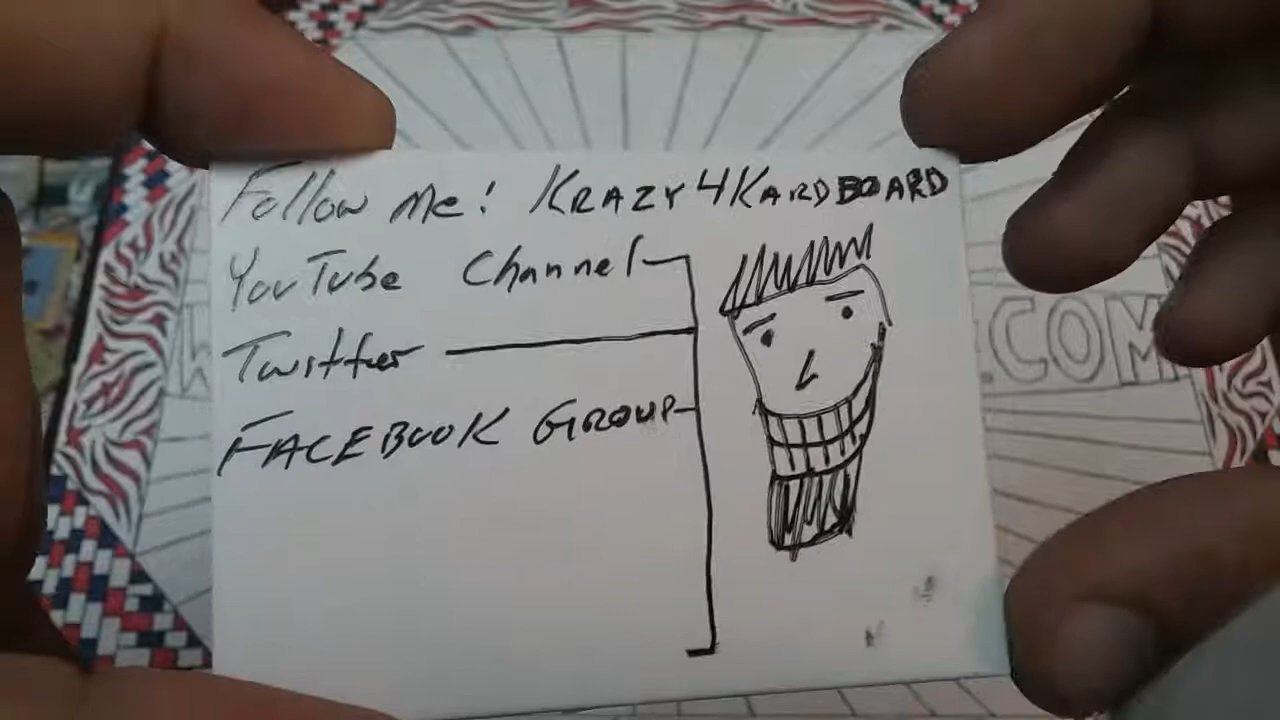 Follow Me! KRAZY4KARDBOARD
YouTube Channel
Twitter
FACEBOOK GROUP
.COM